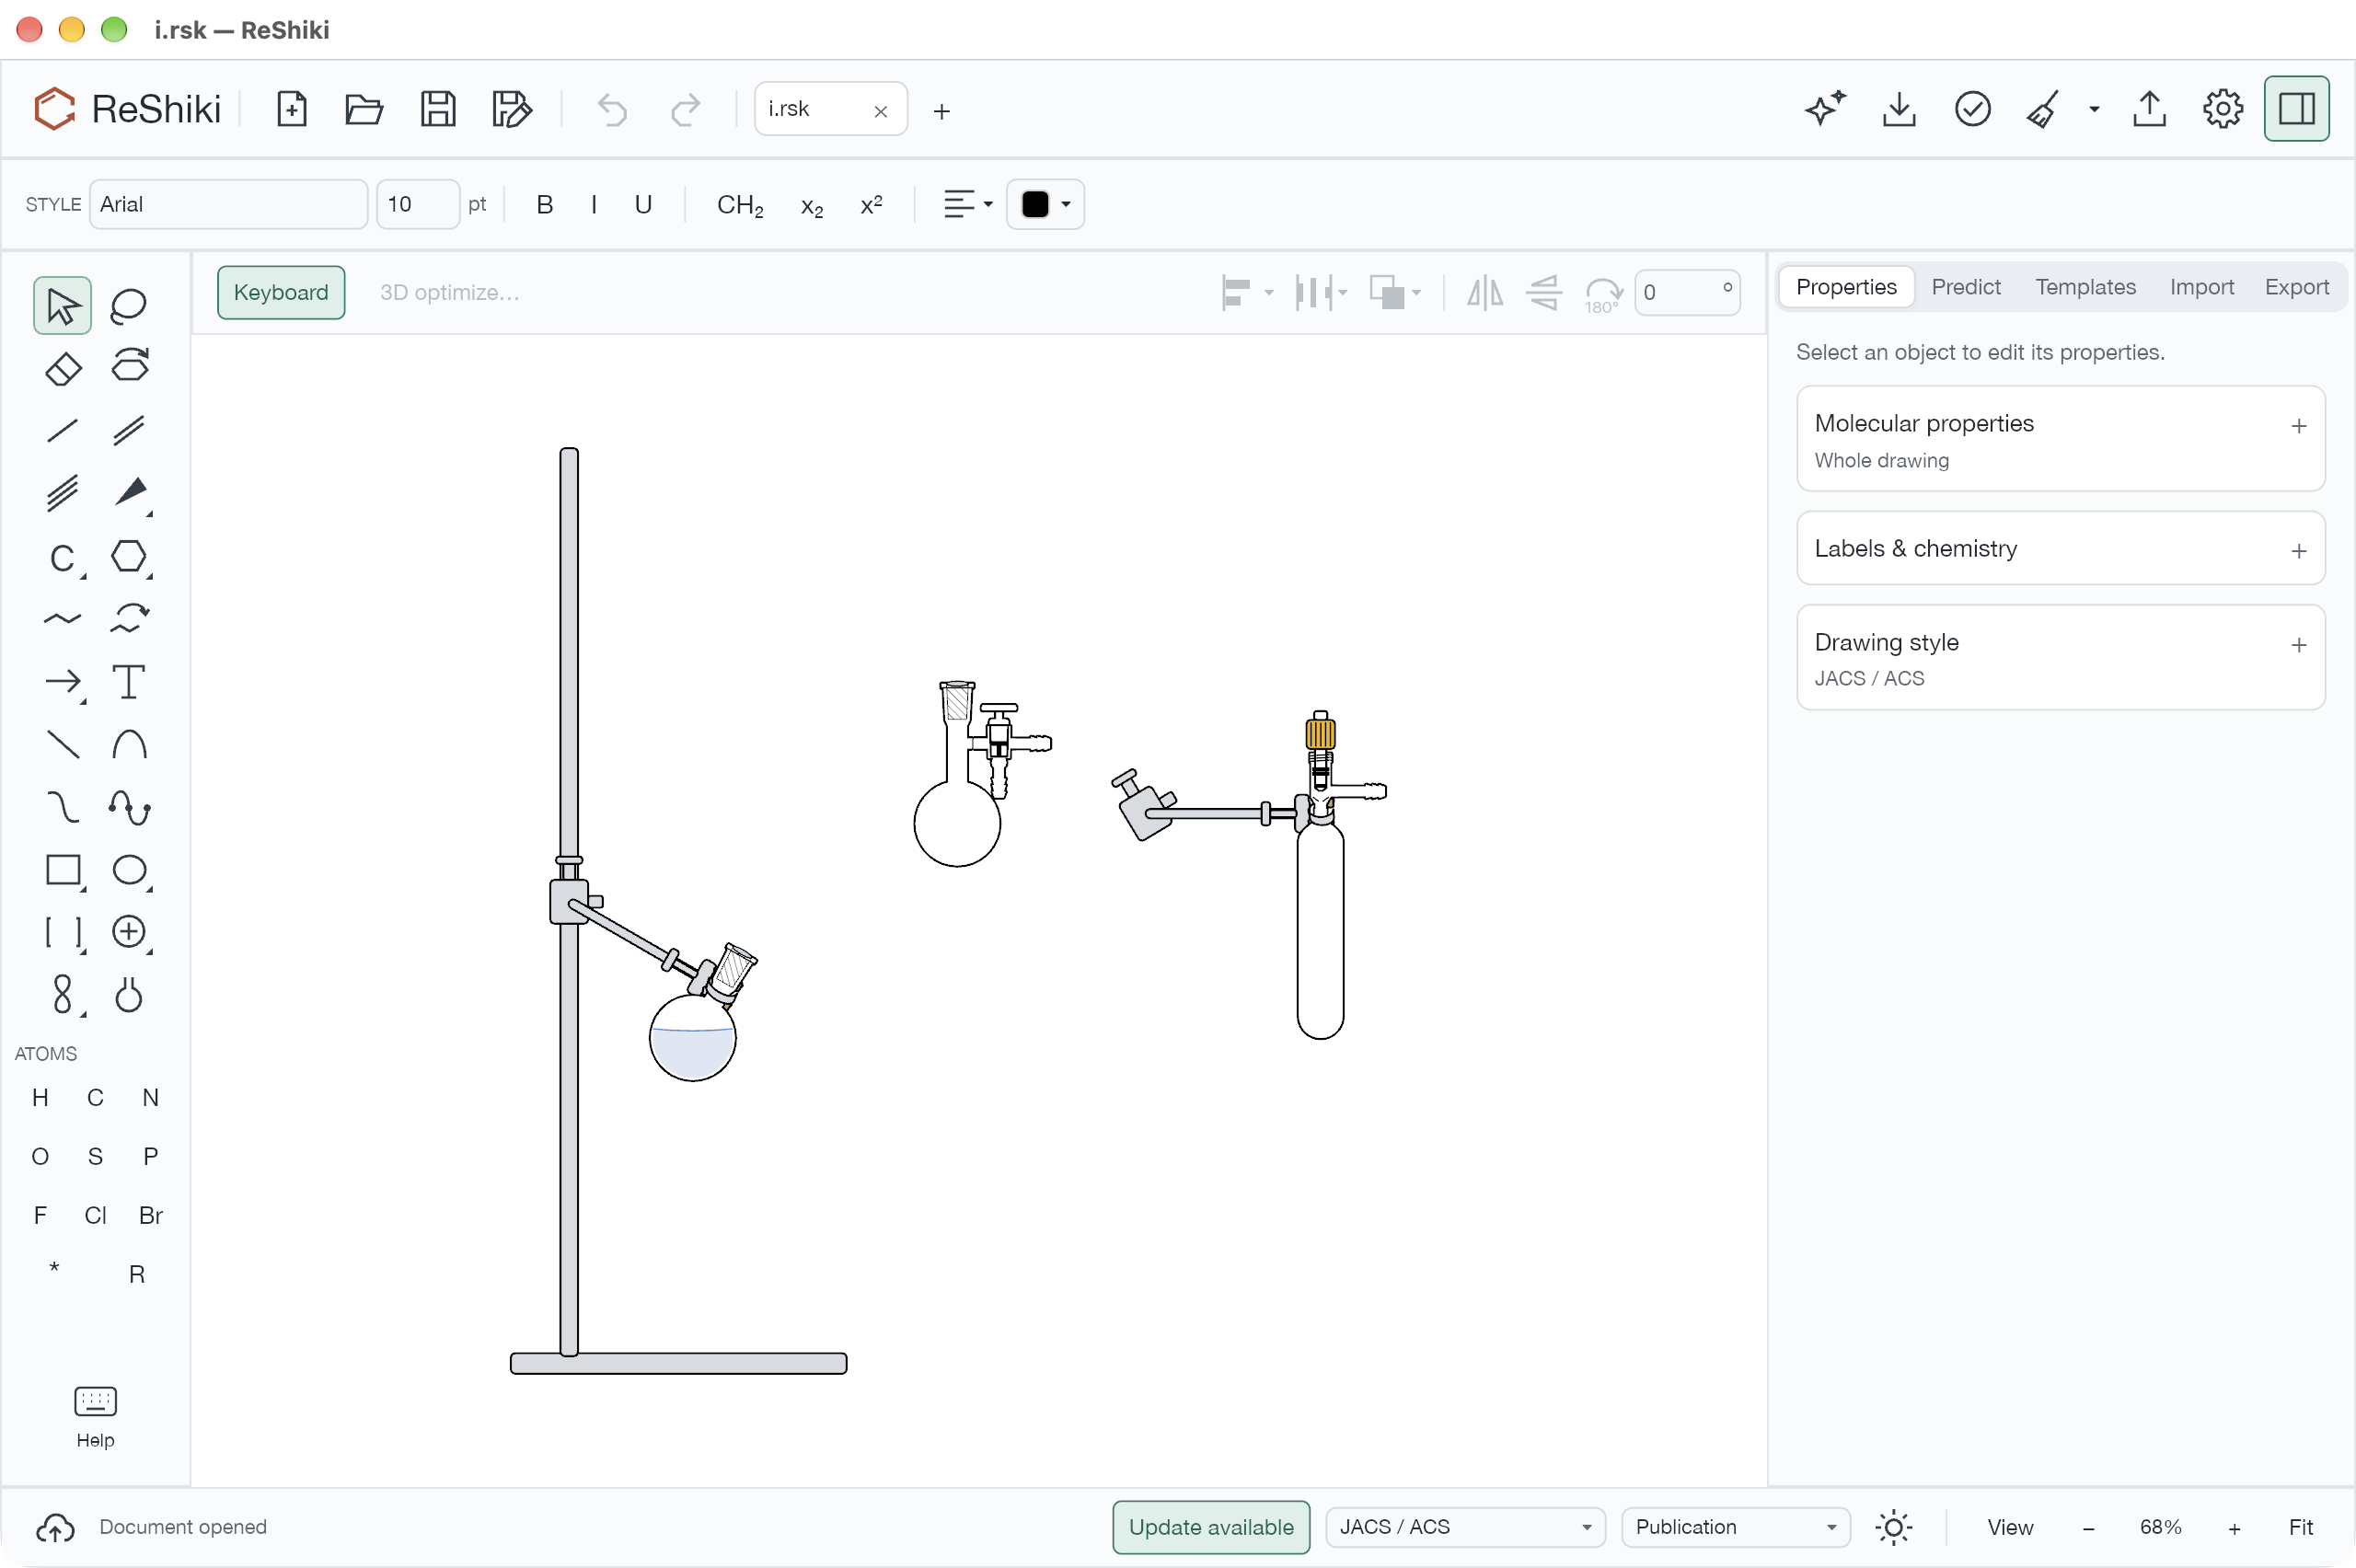 i.rsk — ReShiki
ReShiki
i.rsk
STYLE Arial 10 pt B I U CH₂ x₂ x²
Keyboard 3D optimize... 180° 0 °
Properties Predict Templates Import Export
Select an object to edit its properties.
Molecular properties
Whole drawing
Labels & chemistry
Drawing style
JACS / ACS
C
T
ATOMS
H C N
O S P
F Cl Br
* R
Help
Document opened Update available JACS / ACS Publication View − 68% + Fit